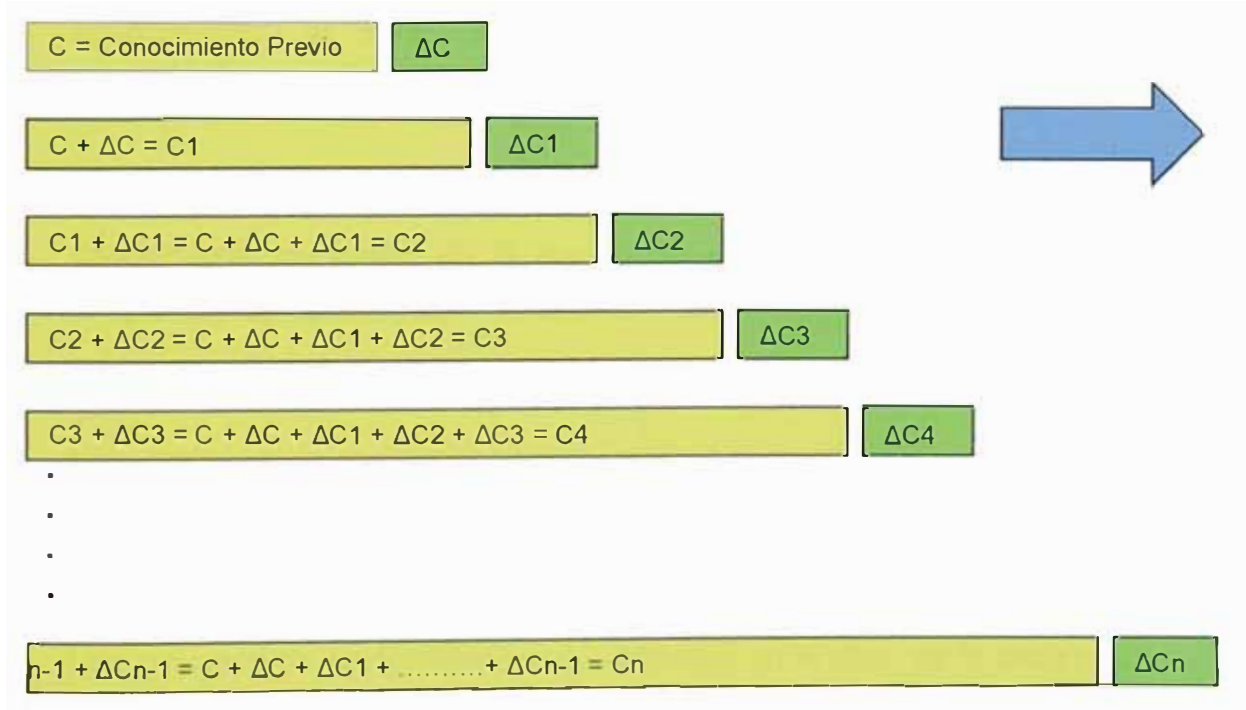 C = Conocimiento Previo ΔC
C + ΔC = C1 ΔC1
C1 + ΔC1 = C + ΔC + ΔC1 = C2 ΔC2
C2 + ΔC2 = C + ΔC + ΔC1 + ΔC2 = C3 ΔC3
C3 + ΔC3 = C + ΔC + ΔC1 + ΔC2 + ΔC3 = C4 ΔC4
.
.
.
.
n-1 + ΔCn-1 = C + ΔC + ΔC1 + ..........+ ΔCn-1 = Cn ΔCn